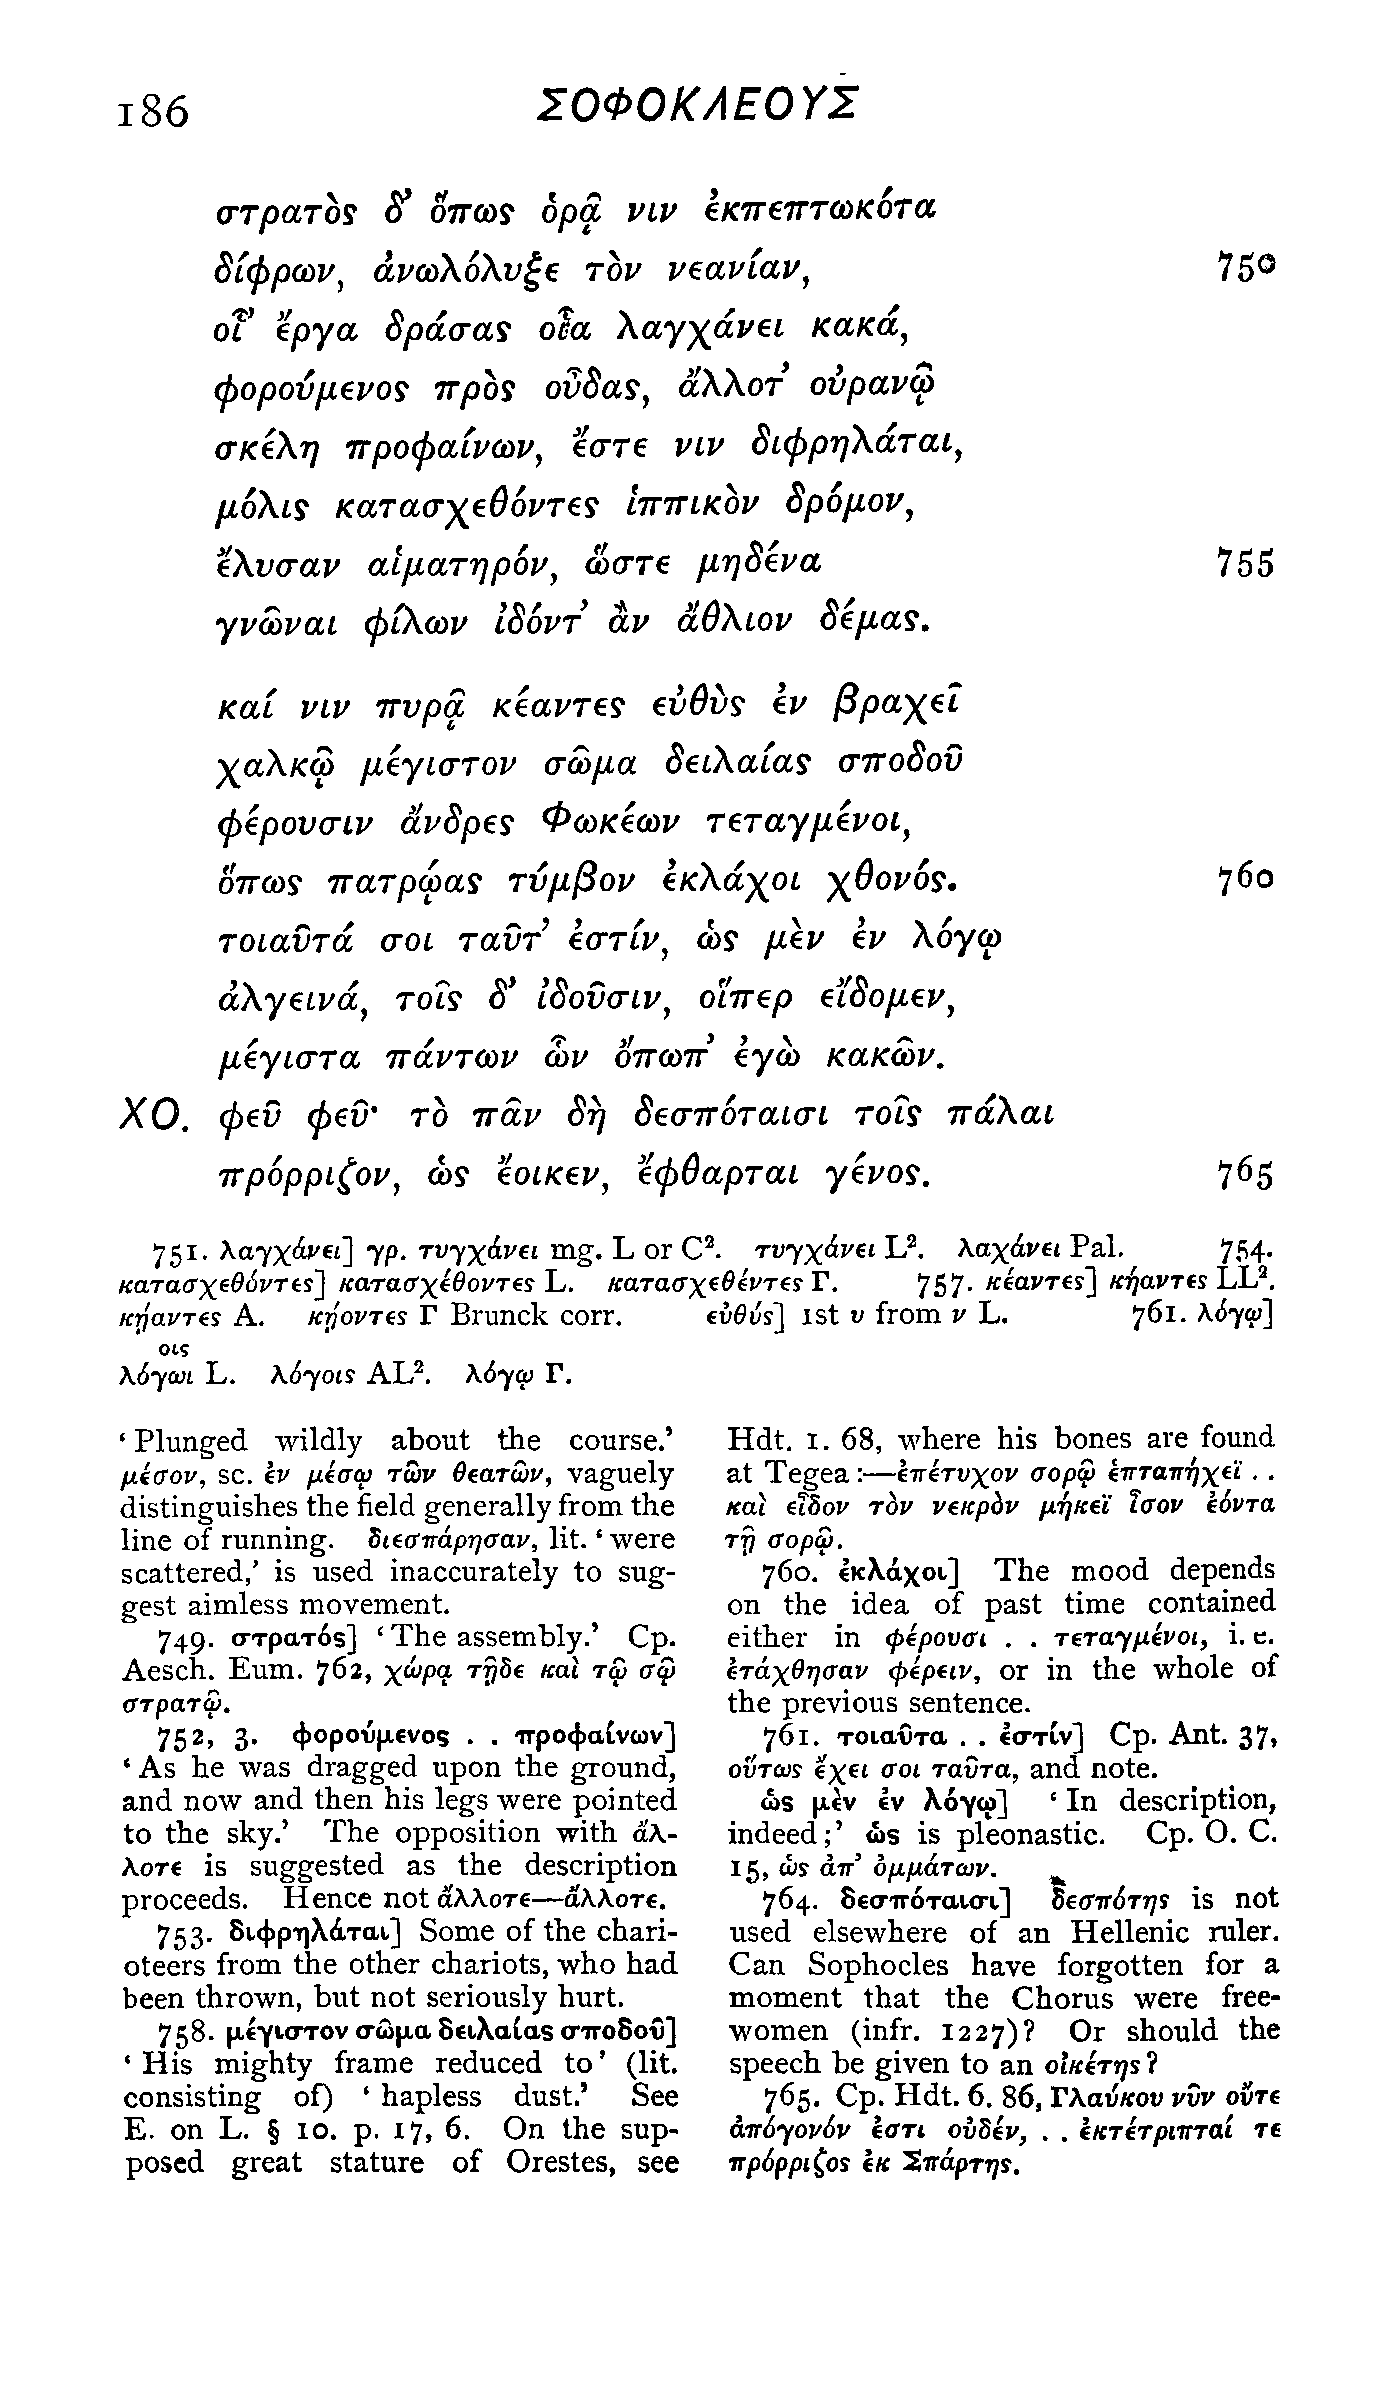 186 ΣΟΦΟΚΛΕΟΥΣ
στρατὸς δ’ ὅπως ὁρᾷ νιν ἐκπεπτωκότα
δίφρων, ἀνωλόλυξε τὸν νεανίαν, 750
οἷ’ ἔργα δράσας οἷα λαγχάνει κακά,
φορούμενος πρὸς οὖδας, ἄλλοτ’ οὐρανῷ
σκέλη προφαίνων, ἔστε νιν διφρηλάται,
μόλις κατασχεθόντες ἱππικὸν δρόμον,
ἔλυσαν αἱματηρόν, ὥστε μηδένα 755
γνῶναι φίλων ἰδόντ’ ἂν ἄθλιον δέμας.
καί νιν πυρᾷ κέαντες εὐθὺς ἐν βραχεῖ
χαλκῷ μέγιστον σῶμα δειλαίας σποδοῦ
φέρουσιν ἄνδρες Φωκέων τεταγμένοι,
ὅπως πατρῴας τύμβον ἐκλάχοι χθονός. 760
τοιαῦτά σοι ταῦτ’ ἐστίν, ὡς μὲν ἐν λόγῳ
ἀλγεινά, τοῖς δ’ ἰδοῦσιν, οἵπερ εἴδομεν,
μέγιστα πάντων ὧν ὄπωπ’ ἐγὼ κακῶν.
ΧΟ. φεῦ φεῦ· τὸ πᾶν δὴ δεσπόταισι τοῖς πάλαι
πρόρριζον, ὡς ἔοικεν, ἔφθαρται γένος. 765
751. λαγχάνει] γρ. τυγχάνει mg. L or C². τυγχάνει L². λαχάνει Pal. 754.
κατασχεθόντες] κατασχέθοντες L. κατασχεθέντες Γ. 757. κέαντες] κήαντες LL².
κῄαντες A. κῄοντες Γ Brunck corr. εὐθύς] 1st υ from ν L. 761. λόγῳ]
οις
λόγωι L. λόγοις AL². λόγῳ Γ.
‘Plunged wildly about the course.’
μέσον, sc. ἐν μέσῳ τῶν θεατῶν, vaguely
distinguishes the field generally from the
line of running. διεσπάρησαν, lit. ‘were
scattered,’ is used inaccurately to sug-
gest aimless movement.
749. στρατός] ‘The assembly.’ Cp.
Aesch. Eum. 762, χώρᾳ τῇδε καὶ τῷ σῷ
στρατῷ.
752, 3. φορούμενος . . προφαίνων]
‘As he was dragged upon the ground,
and now and then his legs were pointed
to the sky.’ The opposition with ἄλ-
λοτε is suggested as the description
proceeds. Hence not ἄλλοτε—ἄλλοτε.
753. διφρηλάται] Some of the chari-
oteers from the other chariots, who had
been thrown, but not seriously hurt.
758. μέγιστον σῶμα δειλαίας σποδοῦ]
‘His mighty frame reduced to’ (lit.
consisting of) ‘hapless dust.’ See
E. on L. § 10. p. 17, 6. On the sup-
posed great stature of Orestes, see
Hdt. 1. 68, where his bones are found
at Tegea:—ἐπέτυχον σορῷ ἑπταπήχεϊ . .
καὶ εἶδον τὸν νεκρὸν μήκεϊ ἶσον ἐόντα
τῇ σορῷ.
760. ἐκλάχοι] The mood depends
on the idea of past time contained
either in φέρουσι . . τεταγμένοι, i. e.
ἐτάχθησαν φέρειν, or in the whole of
the previous sentence.
761. τοιαῦτα . . ἐστίν] Cp. Ant. 37,
οὕτως ἔχει σοι ταῦτα, and note.
ὡς μὲν ἐν λόγῳ] ‘In description,
indeed;’ ὡς is pleonastic. Cp. O. C.
15, ὡς ἀπ’ ὀμμάτων.
764. δεσπόταισι] δεσπότης is not
used elsewhere of an Hellenic ruler.
Can Sophocles have forgotten for a
moment that the Chorus were free-
women (infr. 1227)? Or should the
speech be given to an οἰκέτης?
765. Cp. Hdt. 6. 86, Γλαύκου νῦν οὔτε
ἀπόγονόν ἐστι οὐδέν, . . ἐκτέτριπταί τε
πρόρριζος ἐκ Σπάρτης.